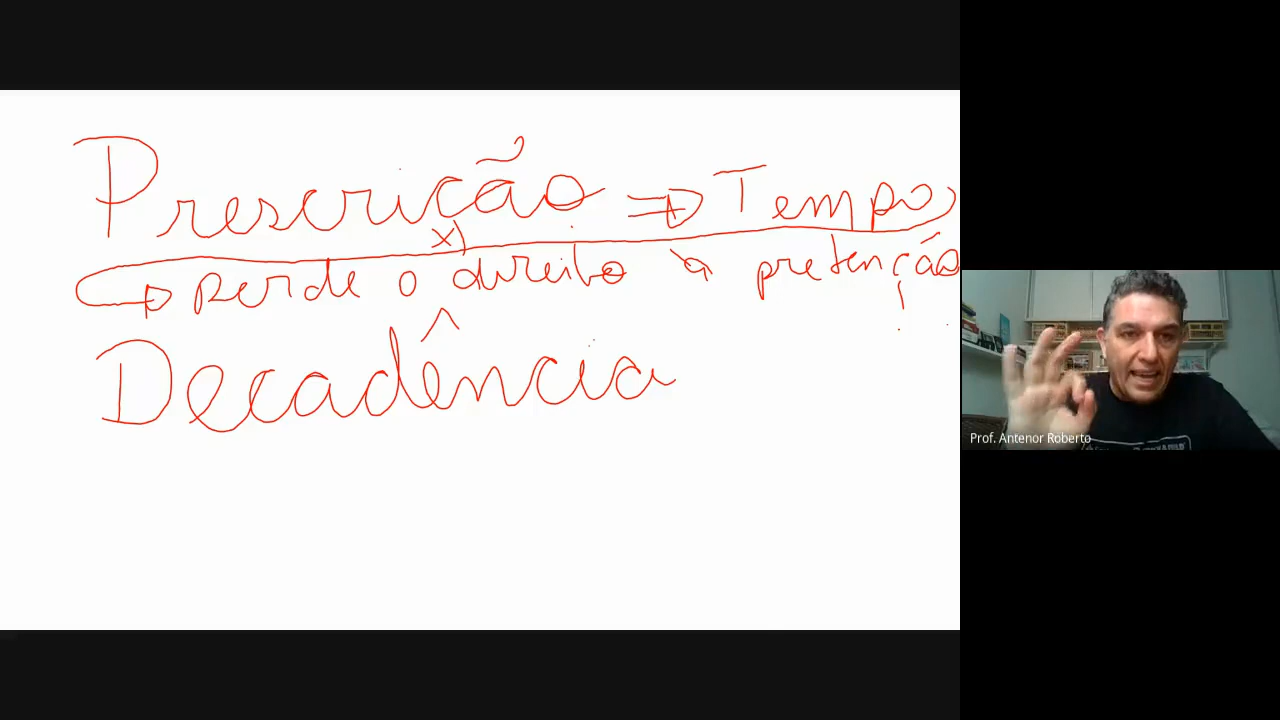 Prescrição => Tempo
x) perde o direito à pretenção
Decadência
Prof. Antenor Roberto